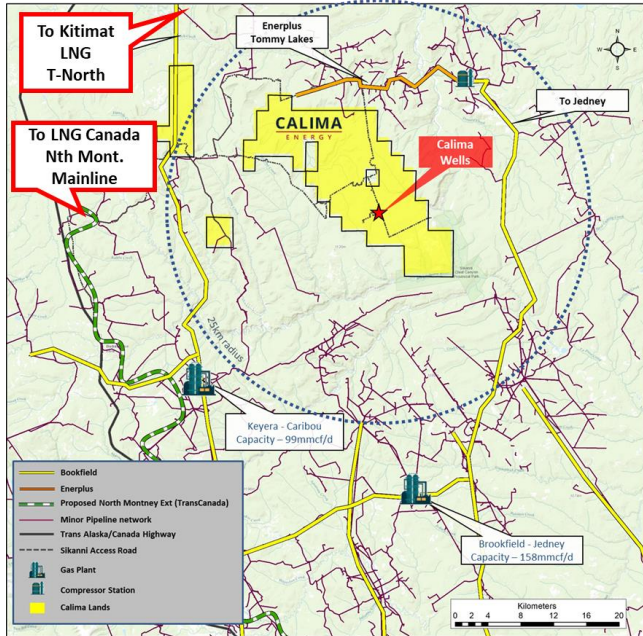 To Kitimat
LNG
T-North
Enerplus
Tommy Lakes
N
W
E
S
To Jedney
CALIMA
ENERGY
To LNG Canada
Nth Mont.
Mainline
Calima
Wells
25km radius
Keyera - Caribou
Capacity – 99mmcf/d
Brookfield - Jedney
Capacity – 158mmcf/d
Bookfield
Enerplus
Proposed North Montney Ext (TransCanada)
Minor Pipeline network
Trans Alaska/Canada Highway
Sikanni Access Road
Gas Plant
Compressor Station
Calima Lands
Kilometers
0 2 4 8 12 16 20